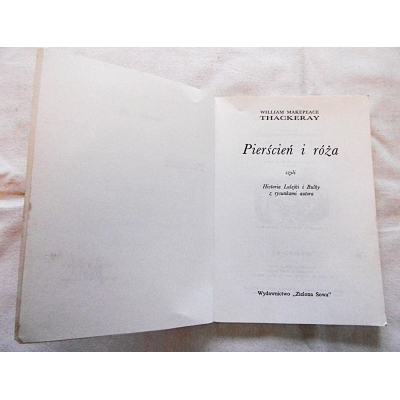 WILLIAM MAKEPEACE
THACKERAY
Pierścień i róża
czyli
Historia Lulejki i Bulby
z rysunkami autora
Wydawnictwo „Zielona Sowa”